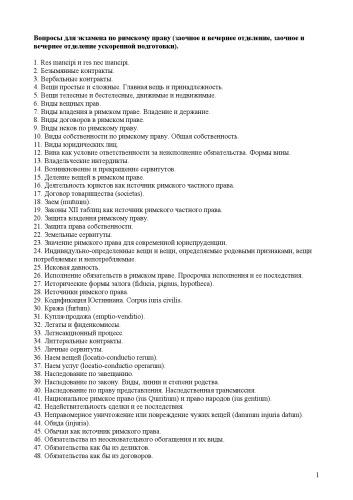 Вопросы для экзамена по римскому праву (заочное и вечернее отделение, заочное и
вечернее отделение ускоренной подготовки).
1. Res mancipi et res nec mancipi.
2. Безымянные контракты.
3. Вербальные контракты.
4. Вещи простые и сложные. Главная вещь и принадлежность.
5. Вещи телесные и бестелесные, движимые и недвижимые.
6. Виды вещных прав.
7. Виды владения в римском праве. Владение и держание.
8. Виды договоров в римском праве.
9. Виды исков по римскому праву.
10. Виды собственности по римскому праву. Общая собственность.
11. Виды юридических лиц.
12. Вина как условие ответственности за неисполнение обязательства. Формы вины.
13. Владельческие интердикты.
14. Возникновение и прекращение сервитутов.
15. Деление вещей в римском праве.
16. Деятельность юристов как источник римского частного права.
17. Договор товарищества (societas).
18. Заем (mutuum).
19. Законы XII таблиц как источник римского частного права.
20. Защита владения римскому праву.
21. Защита права собственности.
22. Земельные сервитуты.
23. Значение римского права для современной юриспруденции.
24. Индивидульно-определенные вещи и вещи, определяемые родовыми признаками, вещи
потребляемые и непотребляемые.
25. Исковая давность.
26. Исполнение обязательств в римском праве. Просрочка исполнения и ее последствия.
27. Исторические формы залога (fiducia, pignus, hypotheca).
28. Источники римского права.
29. Кодификация Юстиниана. Corpus iuris civilis.
30. Кража (furtum).
31. Купля-продажа (emptio-venditio).
32. Легаты и фидеикомиссы.
33. Легисакционный процесс.
34. Литтеральные контракты.
35. Личные сервитуты.
36. Наем вещей (locatio-conductio rerum).
37. Наем услуг (locatio-conductio operarum).
38. Наследование по завещанию.
39. Наследование по закону. Виды, линии и степени родства.
40. Наследование по праву представления. Наследственная трансмиссия.
41. Национальное римское право (ius Quiritium) и право народов (ius gentium).
42. Недействительность сделки и ее последствия.
43. Неправомерное уничтожение или повреждение чужих вещей (damnum injuria datum).
44. Обида (injuria).
45. Обычаи как источник римского права.
46. Обязательства из неосновательного обогащения и их виды.
47. Обязательства как бы из деликтов.
48. Обязательства как бы из договоров.
1